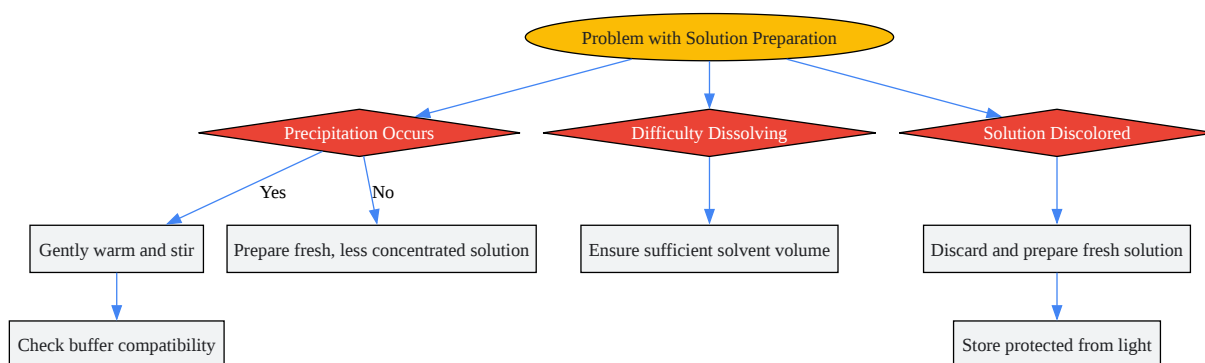 Problem with Solution Preparation
Precipitation Occurs
Difficulty Dissolving
Solution Discolored
Yes
No
Gently warm and stir
Prepare fresh, less concentrated solution
Ensure sufficient solvent volume
Discard and prepare fresh solution
Check buffer compatibility
Store protected from light